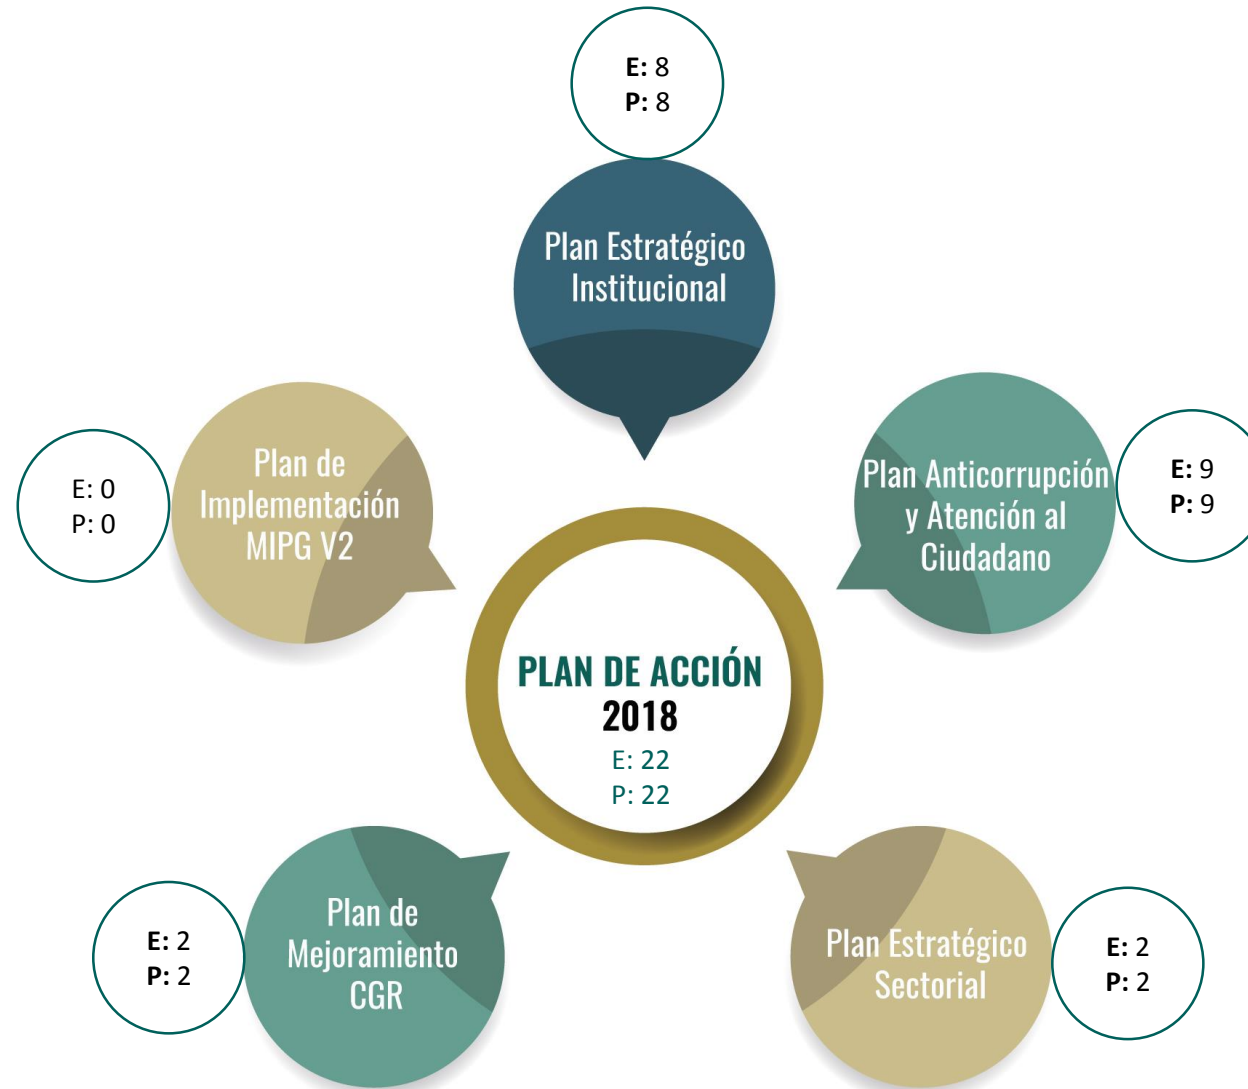 E: 8
P: 8
Plan Estratégico
Institucional
Plan de
Implementación
MIPG V2
E: 0
P: 0
Plan Anticorrupción
y Atención al
Ciudadano
E: 9
P: 9
PLAN DE ACCIÓN
2018
E: 22
P: 22
Plan de
Mejoramiento
CGR
E: 2
P: 2
Plan Estratégico
Sectorial
E: 2
P: 2